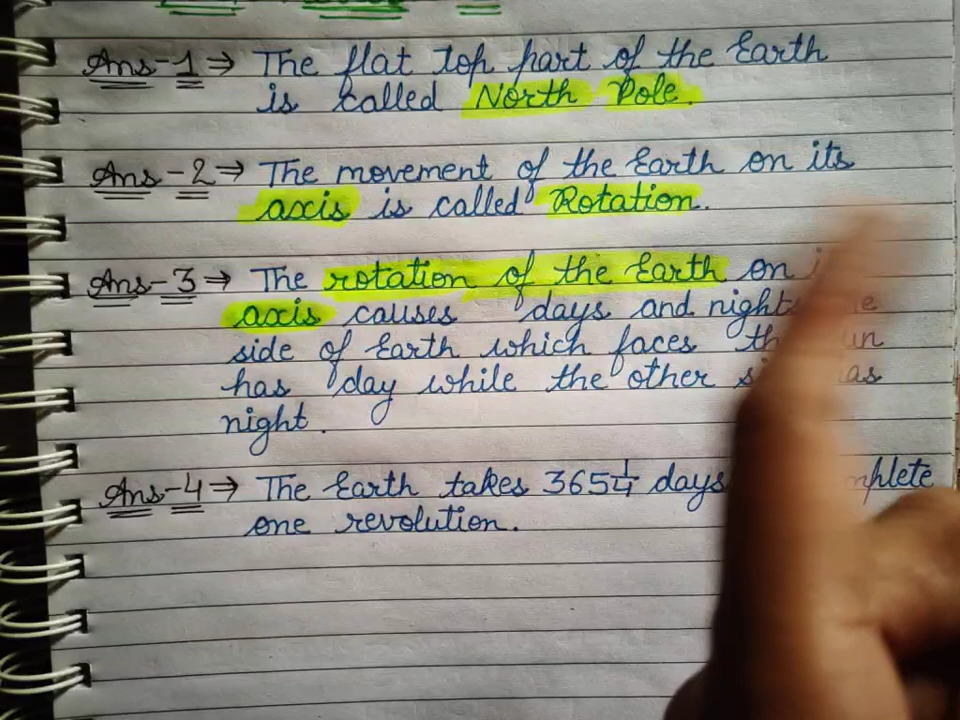 Ans-1⇒ The flat top part of the Earth
is called North Pole.
Ans-2⇒ The movement of the Earth on its
axis is called Rotation.
Ans-3⇒ The rotation of the Earth on
axis causes days and night
side of Earth which faces
has day while the other
night.
Ans-4⇒ The Earth takes 365 1/4 days
one revolution.